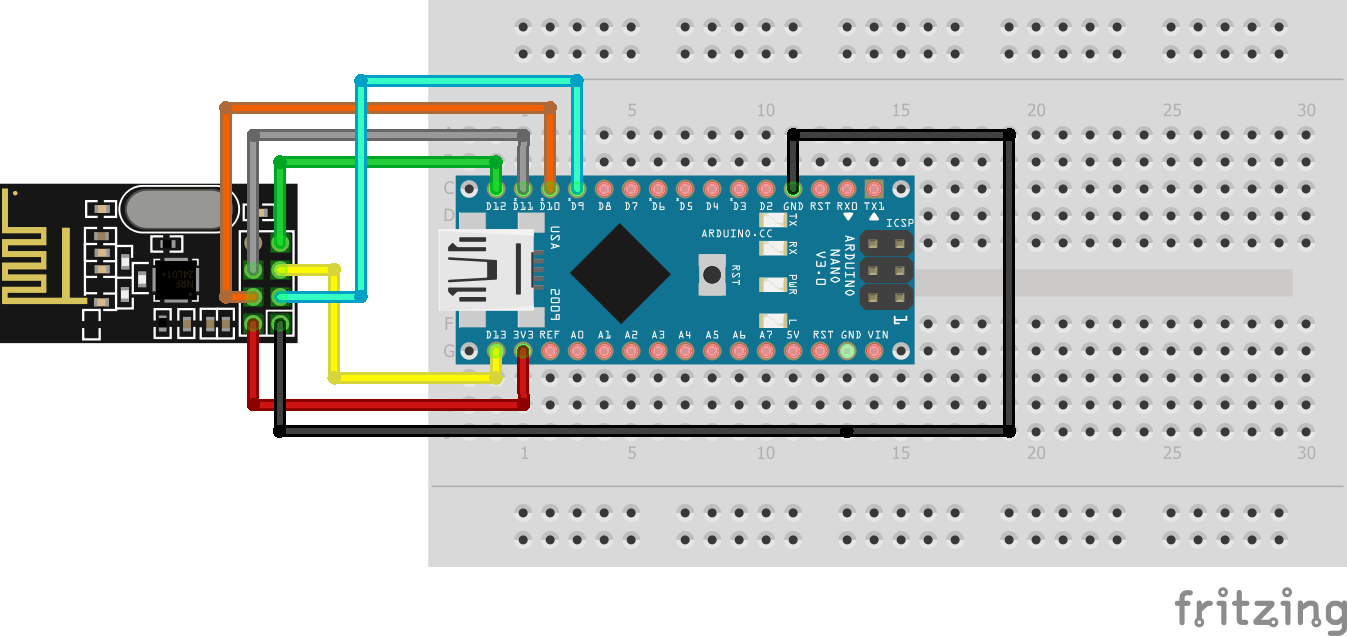 1 5 10 15 20 25 30
A
C
D12 D11 D10 D9 D8 D7 D6 D5 D4 D3 D2 GND RST RX0 TX1
D
TX
ICSP
USA
ARDUINO.CC
RX
ARDUINO
NANO
V3.0
RST
NRF
24L01+
PWR
2009
L
1
F
D13 3V3 REF A0 A1 A2 A3 A4 A5 A6 A7 5V RST GND VIN
G
1 5 10 15 20 25 30
fritzing